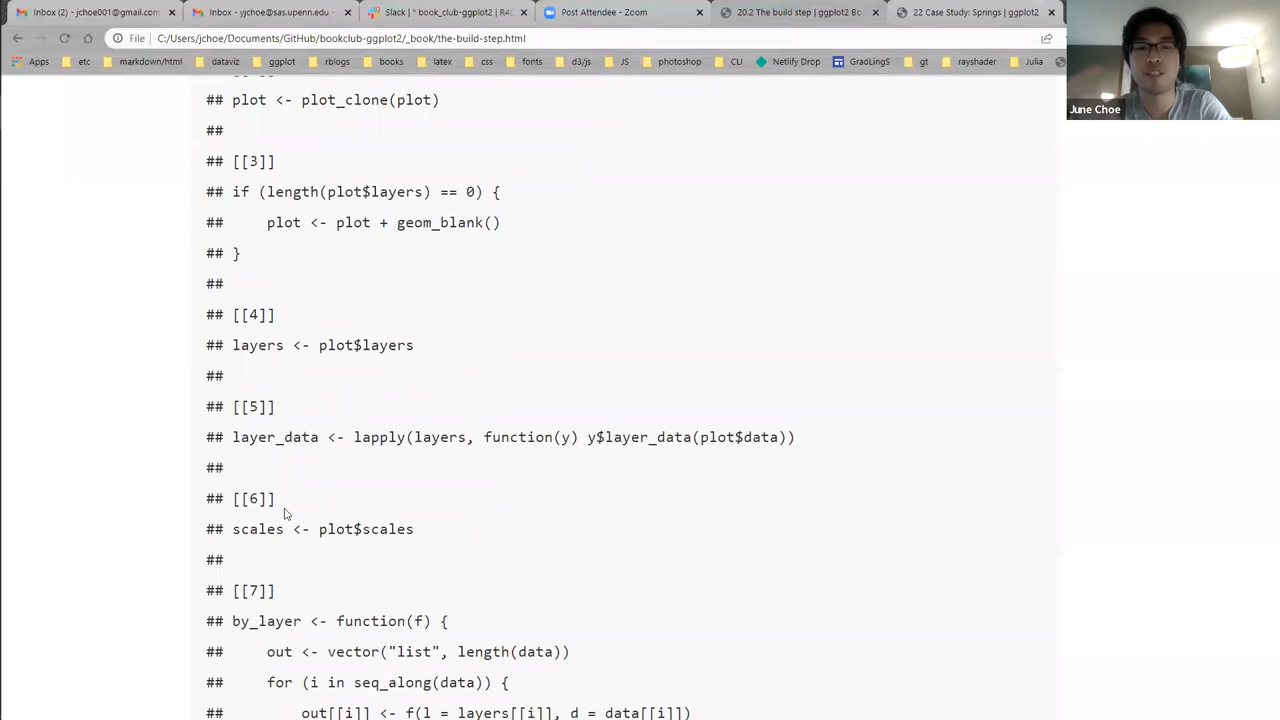 Inbox (2) - jchoe001@gmail.com
Inbox - yjchoe@sas.upenn.edu -
Slack | * book_club-ggplot2 | R4D
Post Attendee - Zoom
20.2 The build step | ggplot2 Boo
22 Case Study: Springs | ggplot2
File C:/Users/jchoe/Documents/GitHub/bookclub-ggplot2/_book/the-build-step.html
Apps etc markdown/html dataviz ggplot rblogs books latex css fonts d3/js JS photoshop CLI Netlify Drop GradLingS gt rayshader Julia
June Choe
## plot <- plot_clone(plot)
##
## [[3]]
## if (length(plot$layers) == 0) {
##     plot <- plot + geom_blank()
## }
##
## [[4]]
## layers <- plot$layers
##
## [[5]]
## layer_data <- lapply(layers, function(y) y$layer_data(plot$data))
##
## [[6]]
## scales <- plot$scales
##
## [[7]]
## by_layer <- function(f) {
##     out <- vector("list", length(data))
##     for (i in seq_along(data)) {
##         out[[i]] <- f(l = layers[[i]], d = data[[i]])